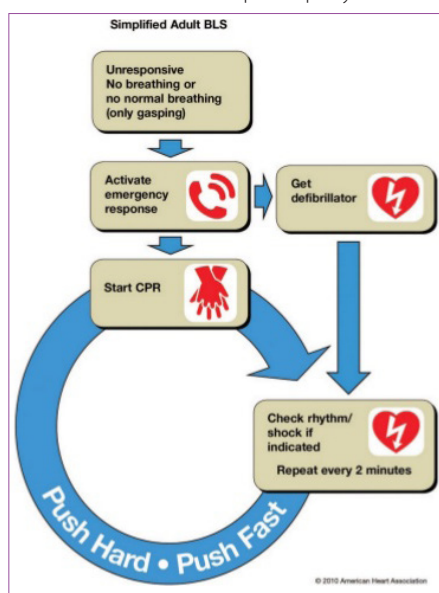 Simplified Adult BLS
Unresponsive
No breathing or
no normal breathing
(only gasping)
Activate
emergency
response
Get
defibrillator
Start CPR
Check rhythm/
shock if
indicated
Repeat every 2 minutes
Push Hard • Push Fast
© 2010 American Heart Association